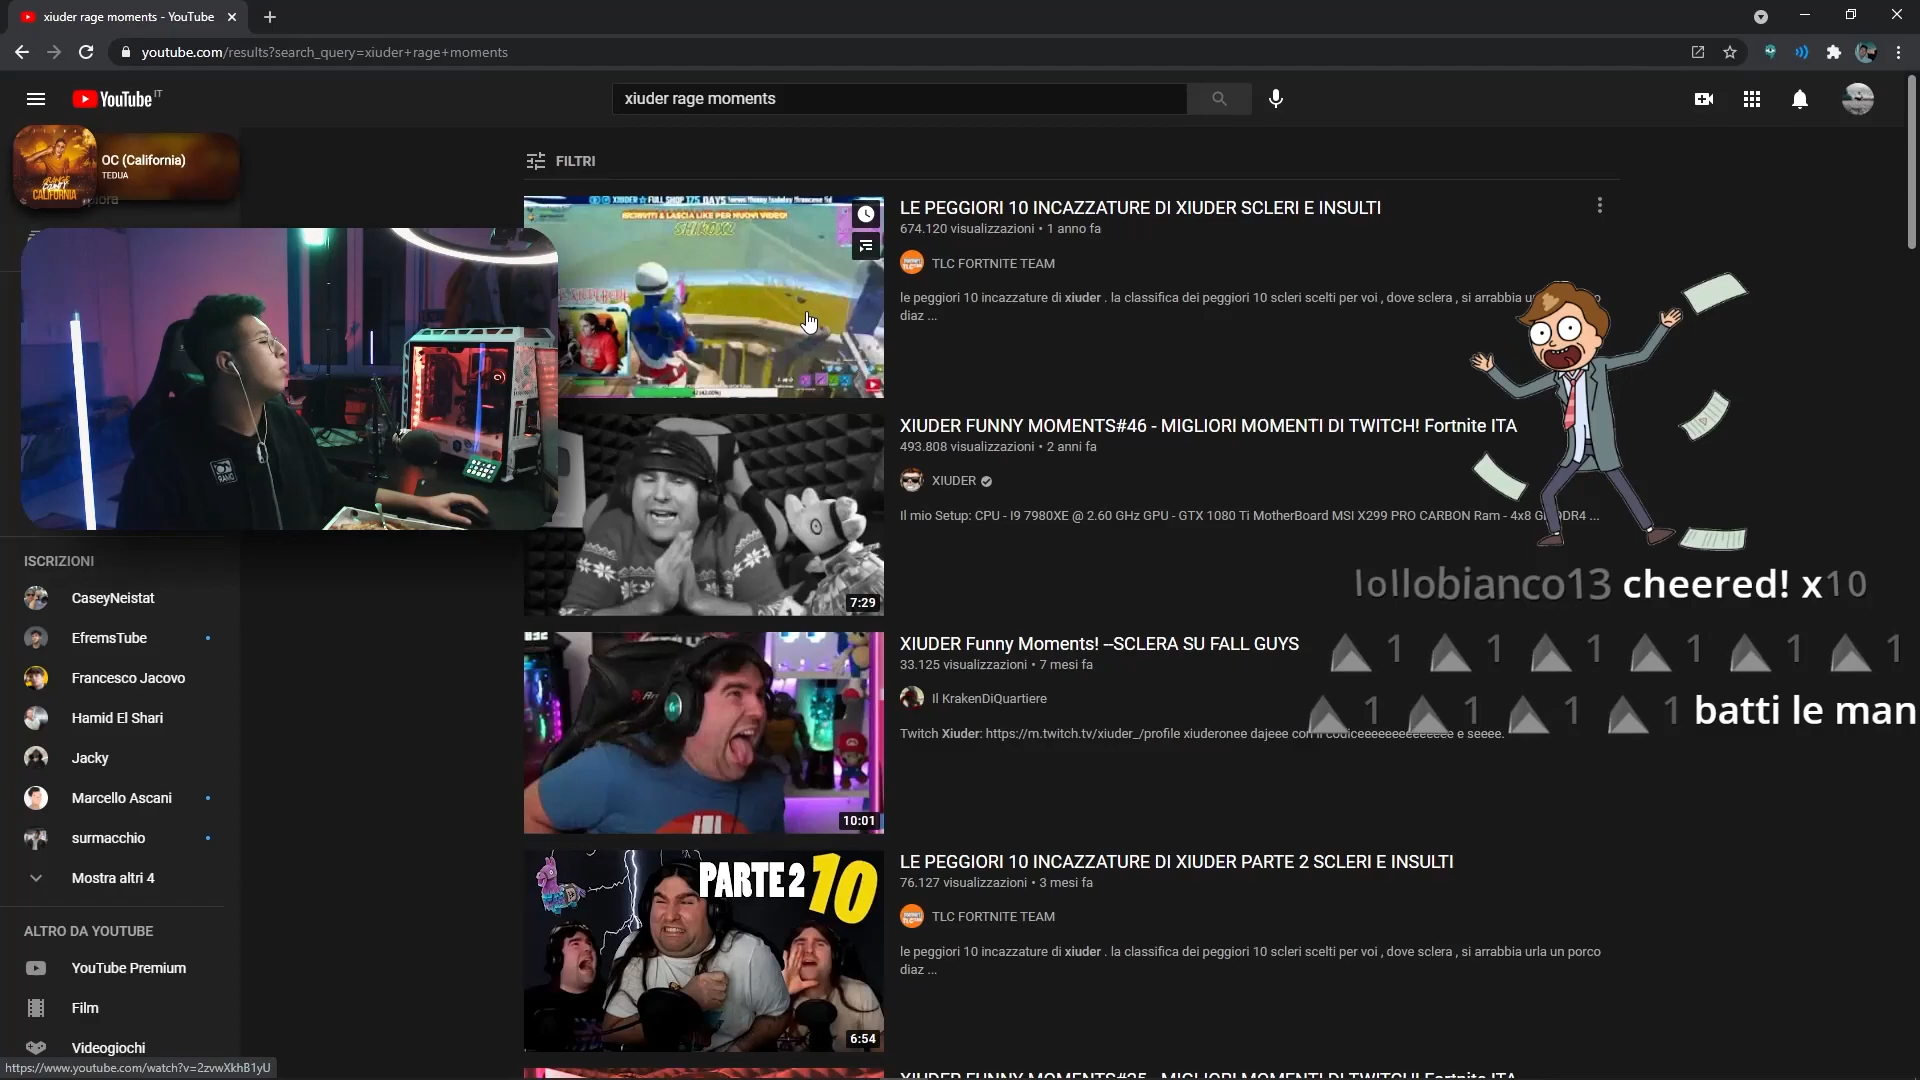 xiuder rage moments - YouTube
youtube.com/results?search_query=xiuder+rage+moments
YouTube IT
xiuder rage moments
OC (California)
TEDUA
CALIFORNIA
FILTRI
ISCRIVITI & LASCIA LIKE PER NUOVI VIDEO!
LE PEGGIORI 10 INCAZZATURE DI XIUDER SCLERI E INSULTI
674.120 visualizzazioni • 1 anno fa
TLC FORTNITE TEAM
le peggiori 10 incazzature di xiuder . la classifica dei peggiori 10 scleri scelti per voi , dove sclera , si arrabbia
diaz ...
XIUDER FUNNY MOMENTS#46 - MIGLIORI MOMENTI DI TWITCH! Fortnite ITA
493.808 visualizzazioni • 2 anni fa
XIUDER
Il mio Setup: CPU - I9 7980XE @ 2.60 GHz GPU - GTX 1080 Ti MotherBoard MSI X299 PRO CARBON Ram - 4x8 DDR4 ...
7:29
lollobianco13 cheered! x10
1 1 1 1 1 1
1 1 1 1 batti le man
XIUDER Funny Moments! --SCLERA SU FALL GUYS
33.125 visualizzazioni • 7 mesi fa
Il KrakenDiQuartiere
Twitch Xiuder: https://m.twitch.tv/xiuder_/profile xiuderonee dajeee con e seeee.
10:01
PARTE 2 10
6:54
LE PEGGIORI 10 INCAZZATURE DI XIUDER PARTE 2 SCLERI E INSULTI
76.127 visualizzazioni • 3 mesi fa
TLC FORTNITE TEAM
le peggiori 10 incazzature di xiuder . la classifica dei peggiori 10 scleri scelti per voi , dove sclera , si arrabbia urla un porco
diaz ...
XIUDER FUNNY MOMENTS#25 - MIGLIORI MOMENTI DI TWITCH! Fortnite ITA
ISCRIZIONI
CaseyNeistat
EfremsTube
Francesco Jacovo
Hamid El Shari
Jacky
Marcello Ascani
surmacchio
Mostra altri 4
ALTRO DA YOUTUBE
YouTube Premium
Film
Videogiochi
https://www.youtube.com/watch?v=2zvwXkhB1yU